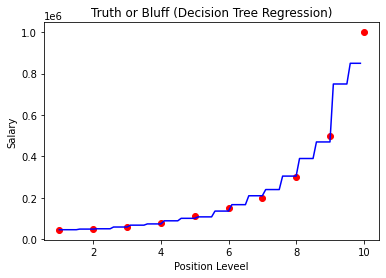 Truth or Bluff (Decision Tree Regression)
1e6
1.0
0.8
0.6
0.4
0.2
0.0
Salary
2
4
6
8
10
Position Leveel